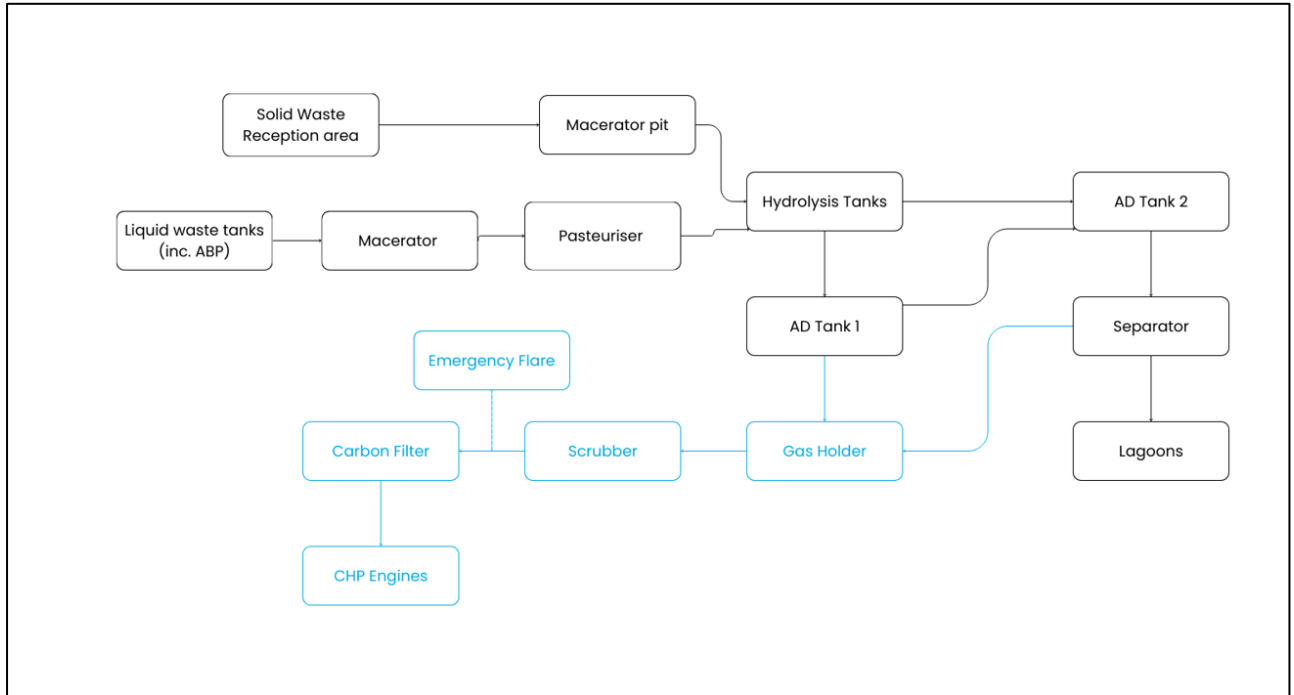 Solid Waste
Reception area
Macerator pit
Hydrolysis Tanks
AD Tank 2
Liquid waste tanks
(inc. ABP)
Macerator
Pasteuriser
AD Tank 1
Separator
Emergency Flare
Carbon Filter
Scrubber
Gas Holder
Lagoons
CHP Engines